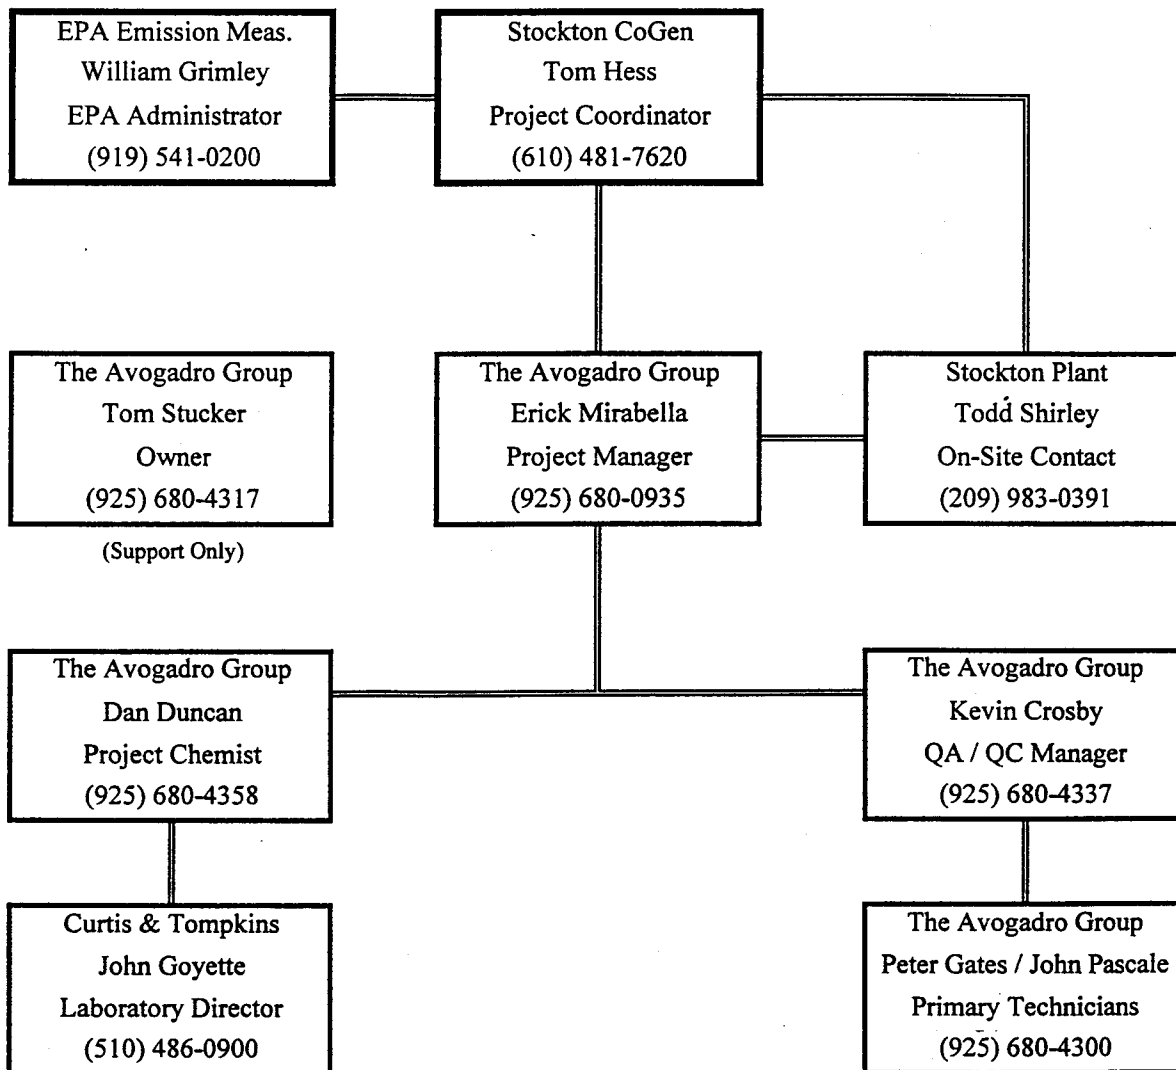 EPA Emission Meas.
William Grimley
EPA Administrator
(919) 541-0200
Stockton CoGen
Tom Hess
Project Coordinator
(610) 481-7620
The Avogadro Group
Tom Stucker
Owner
(925) 680-4317
(Support Only)
The Avogadro Group
Erick Mirabella
Project Manager
(925) 680-0935
Stockton Plant
Todd Shirley
On-Site Contact
(209) 983-0391
The Avogadro Group
Dan Duncan
Project Chemist
(925) 680-4358
The Avogadro Group
Kevin Crosby
QA / QC Manager
(925) 680-4337
Curtis & Tompkins
John Goyette
Laboratory Director
(510) 486-0900
The Avogadro Group
Peter Gates / John Pascale
Primary Technicians
(925) 680-4300